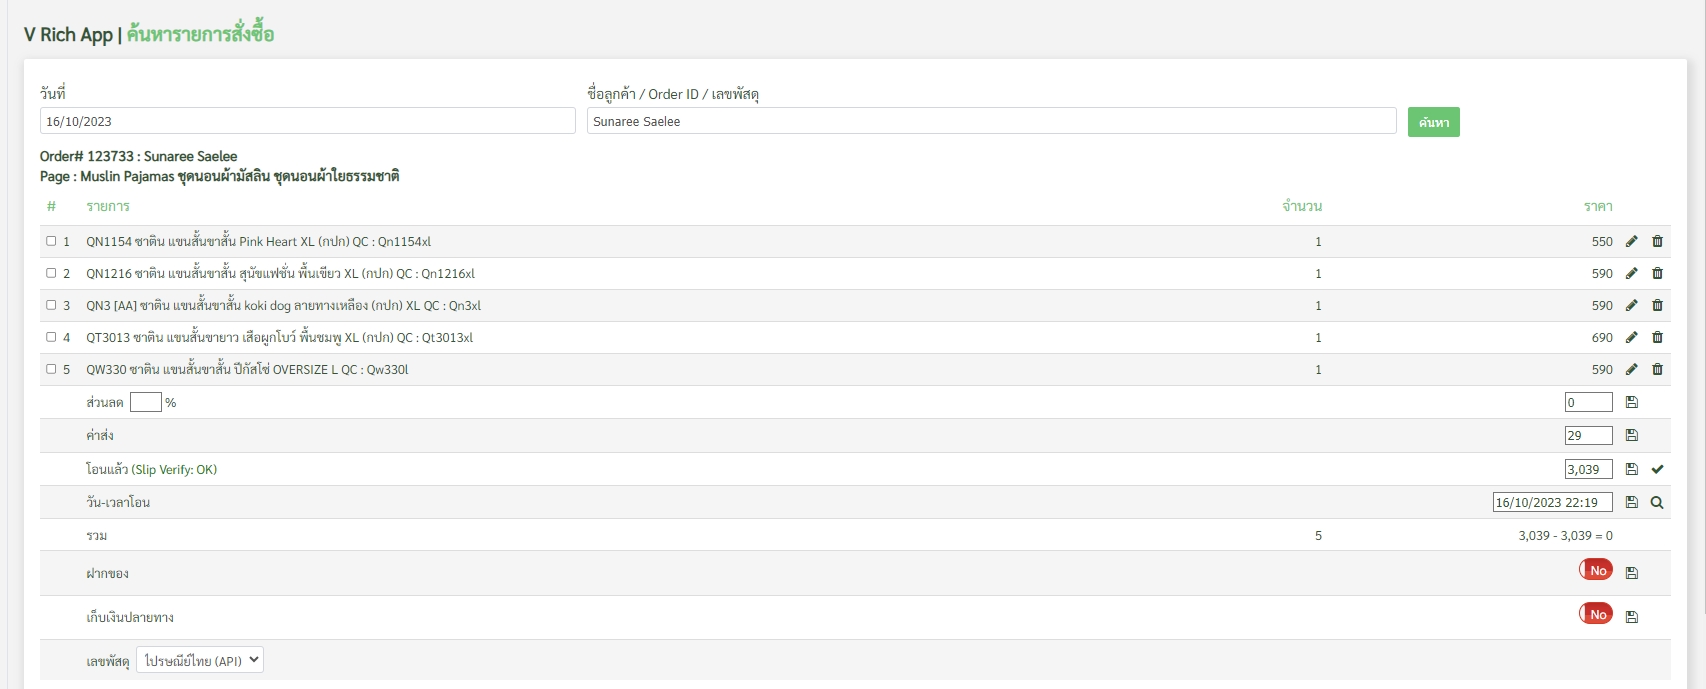 V Rich App | ค้นหารายการสั่งซื้อ
วันที่ ชื่อลูกค้า / Order ID / เลขพัสดุ
16/10/2023 Sunaree Saelee ค้นหา
Order# 123733 : Sunaree Saelee
Page : Muslin Pajamas ชุดนอนผ้ามัสลิน ชุดนอนผ้าใยธรรมชาติ
# รายการ จำนวน ราคา
1 QN1154 ซาติน แขนสั้นขาสั้น Pink Heart XL (กปก) QC : Qn1154xl 1 550
2 QN1216 ซาติน แขนสั้นขาสั้น สุนัขแฟชั่น พื้นเขียว XL (กปก) QC : Qn1216xl 1 590
3 QN3 [AA] ซาติน แขนสั้นขาสั้น koki dog ลายทางเหลือง (กปก) XL QC : Qn3xl 1 590
4 QT3013 ซาติน แขนสั้นขายาว เสือผูกโบว์ พื้นชมพู XL (กปก) QC : Qt3013xl 1 690
5 QW330 ซาติน แขนสั้นขาสั้น ปิกัสโซ่ OVERSIZE L QC : Qw330l 1 590
ส่วนลด % 0
ค่าส่ง 29
โอนแล้ว (Slip Verify: OK) 3,039
วัน-เวลาโอน 16/10/2023 22:19
รวม 5 3,039 - 3,039 = 0
ฝากของ No
เก็บเงินปลายทาง No
เลขพัสดุ ไปรษณีย์ไทย (API)